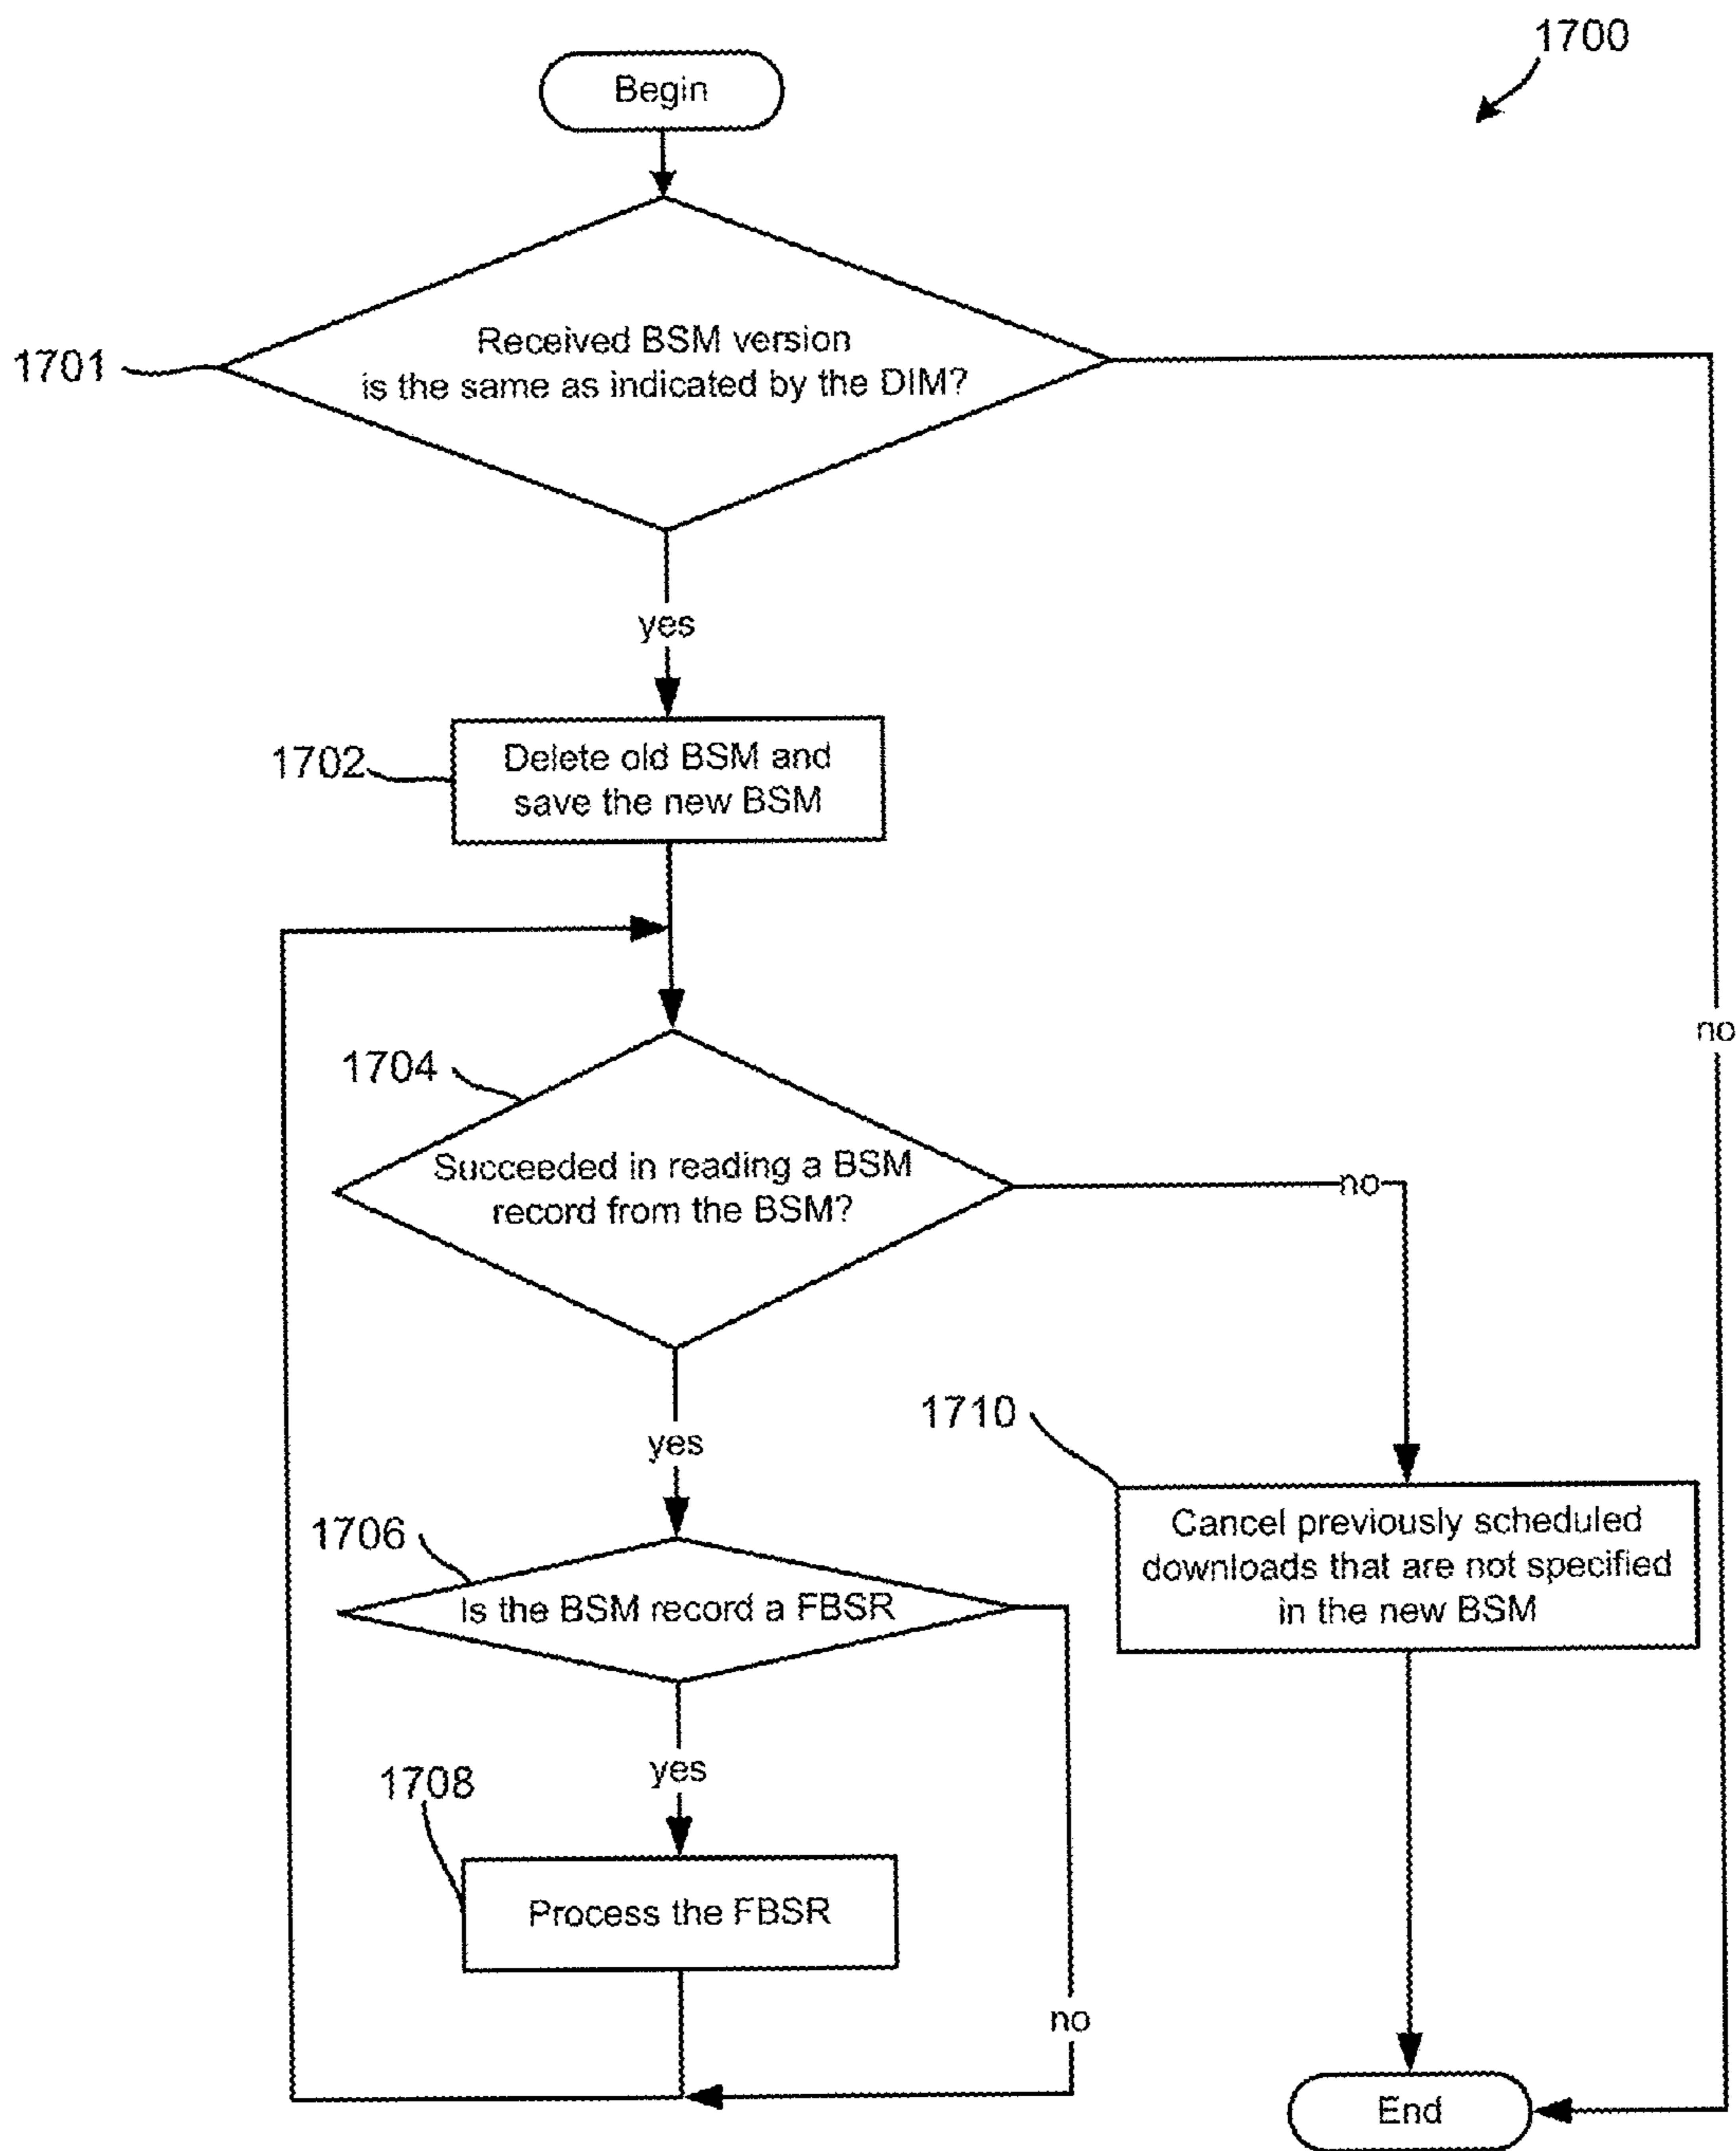 1700
Begin
Received BSM version
is the same as indicated by the DIM?
1701
yes
1702
Delete old BSM and
save the new BSM
no
1704
Succeeded in reading a BSM
record from the BSM?
no
yes
1710
Cancel previously scheduled
downloads that are not specified
in the new BSM
1706
Is the BSM record a FBSR
yes
1708
Process the FBSR
no
End